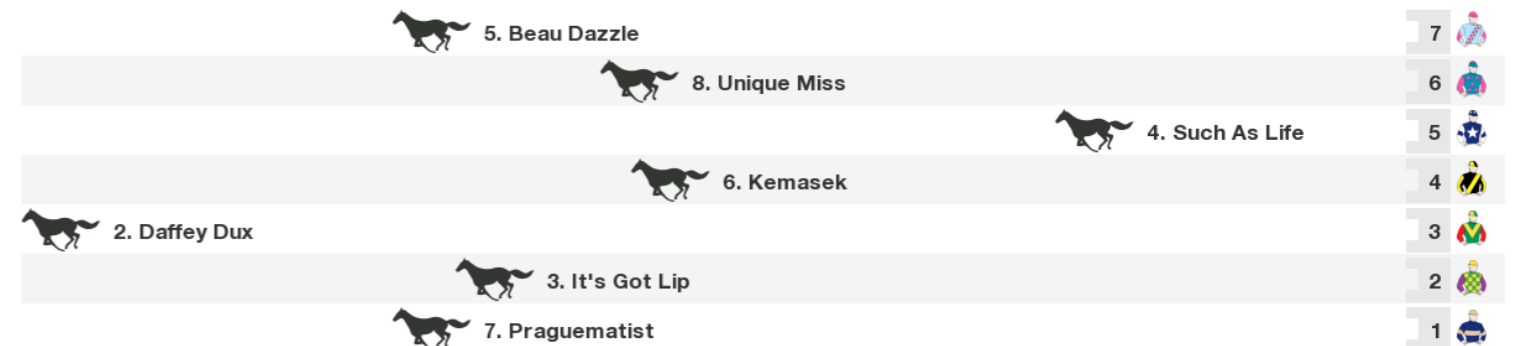 5. Beau Dazzle 7
8. Unique Miss 6
4. Such As Life 5
6. Kemasek 4
2. Daffey Dux 3
3. It's Got Lip 2
7. Praguematist 1